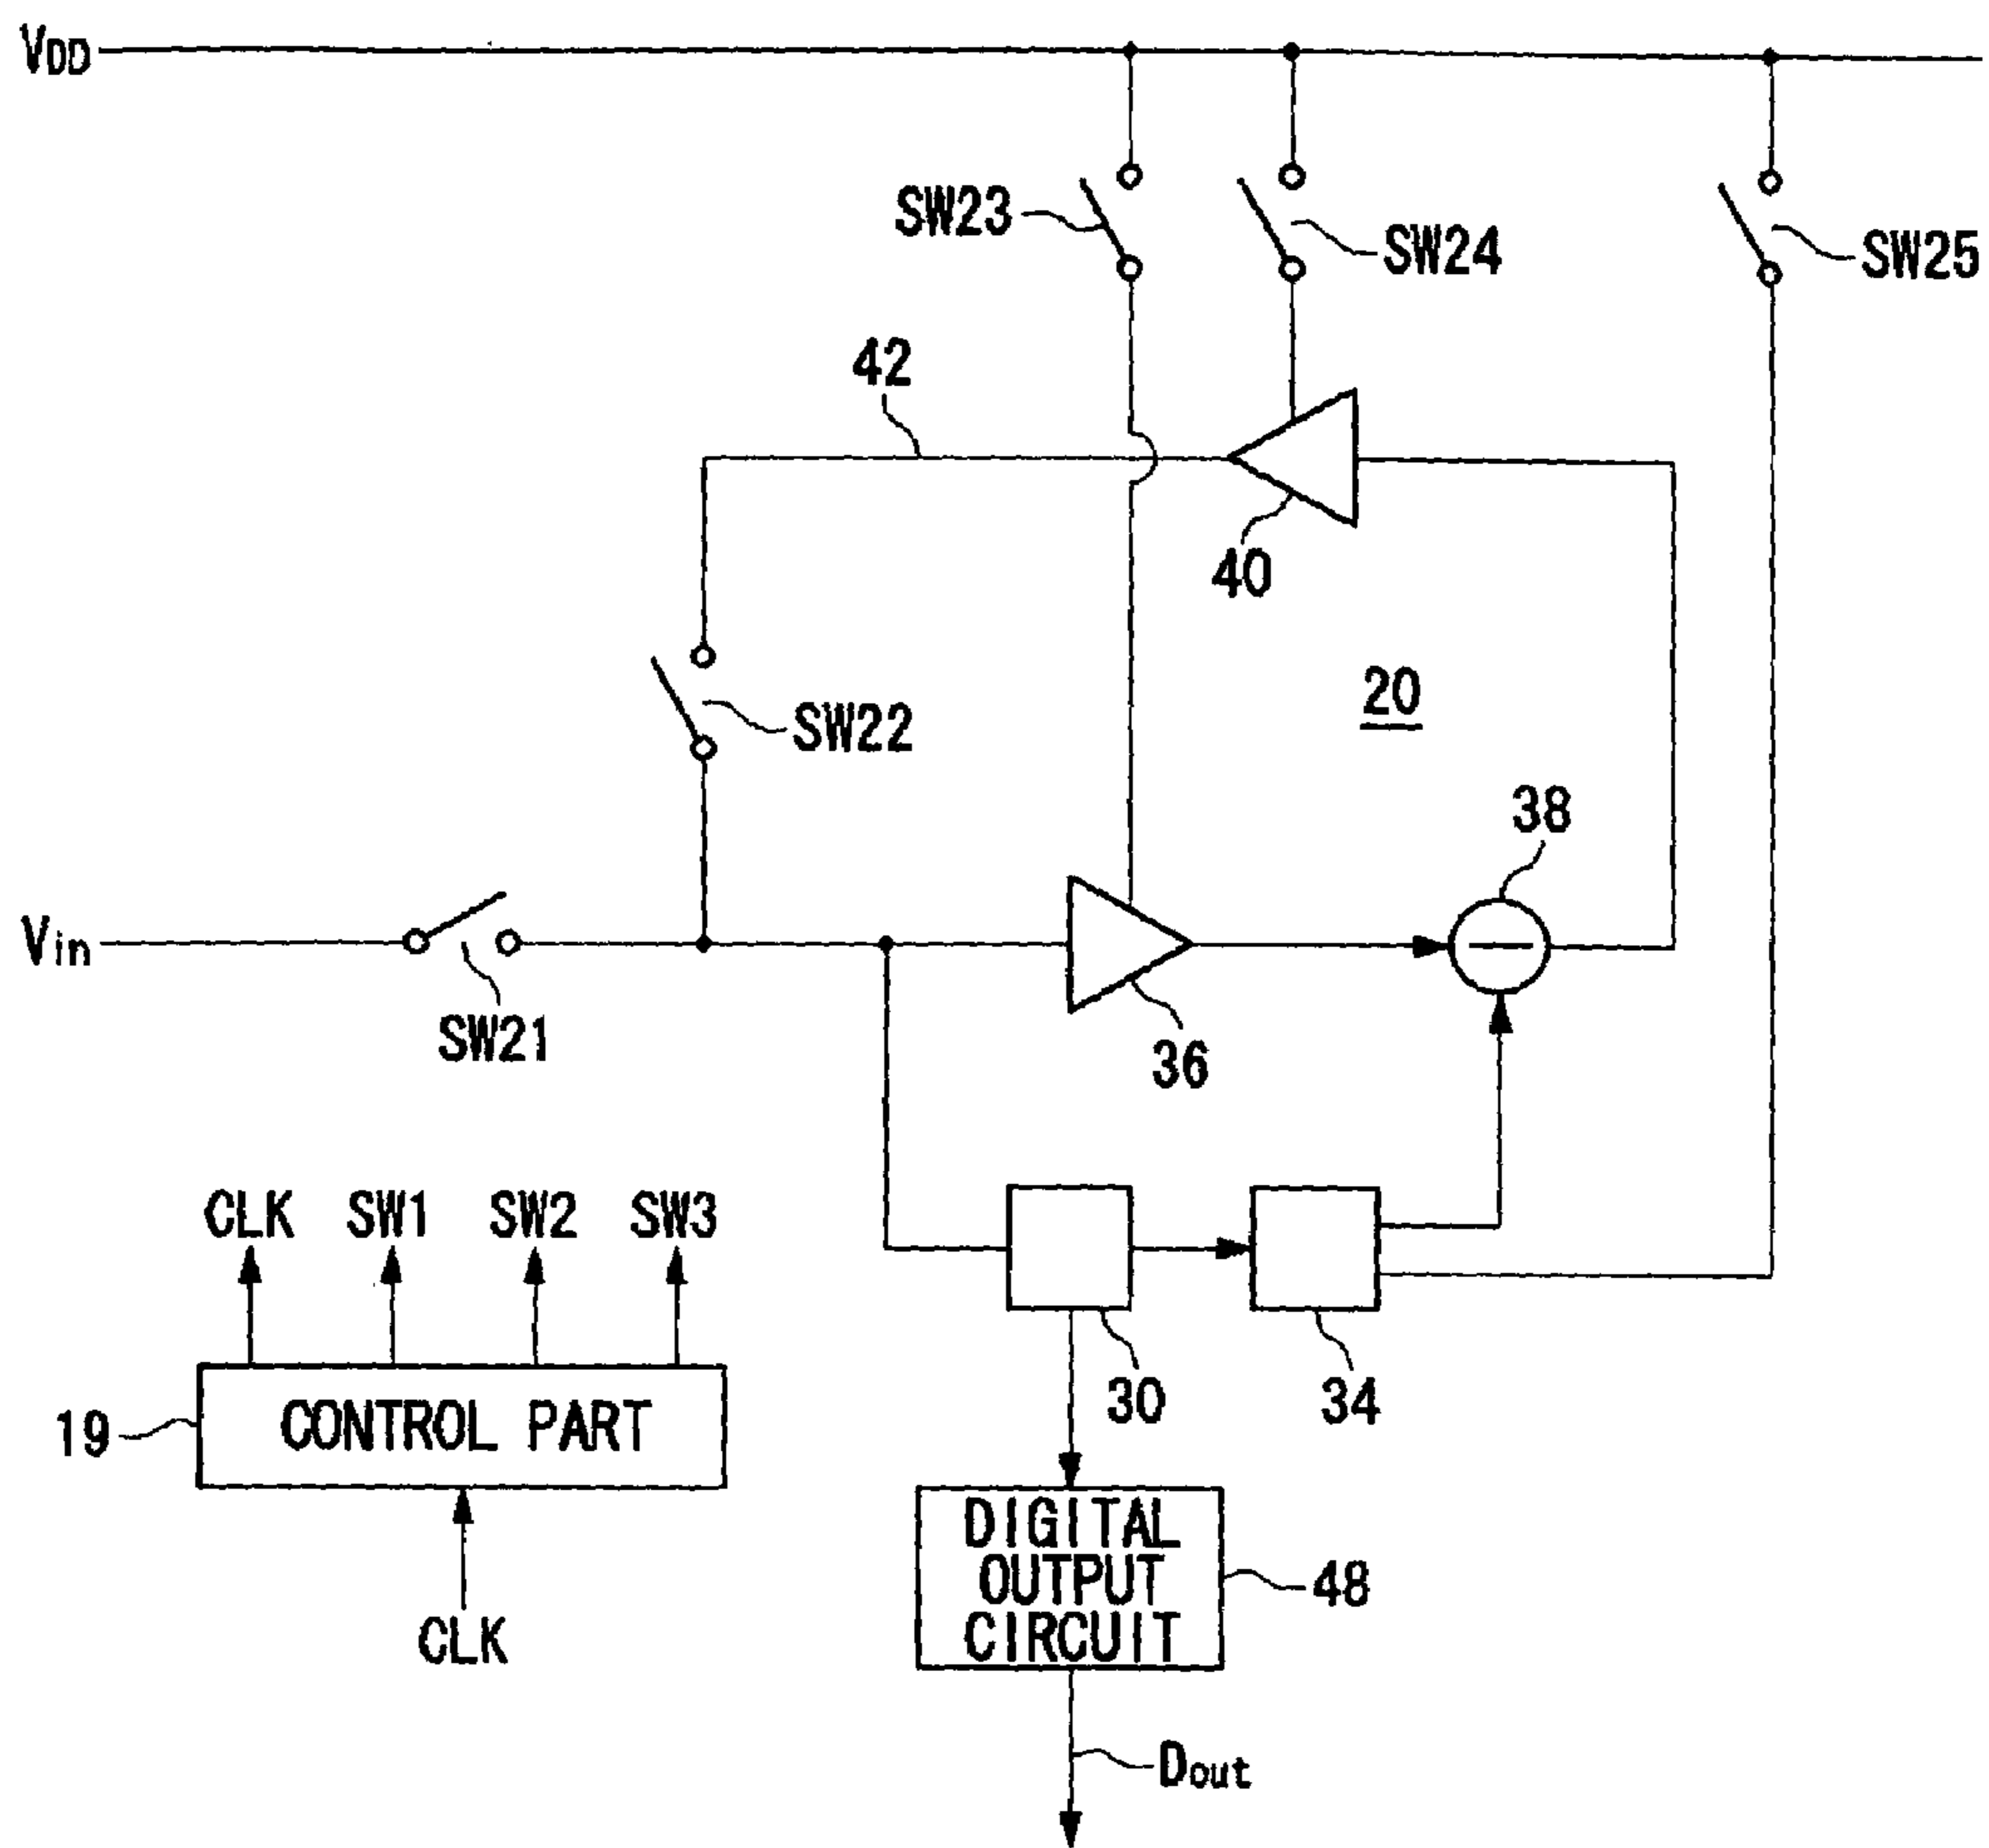 VDD
SW23
SW24
SW25
42
40
20
SW22
38
Vin
SW21
36
CLK SW1 SW2 SW3
19
CONTROL PART
30
34
CLK
DIGITAL
OUTPUT
CIRCUIT
48
Dout